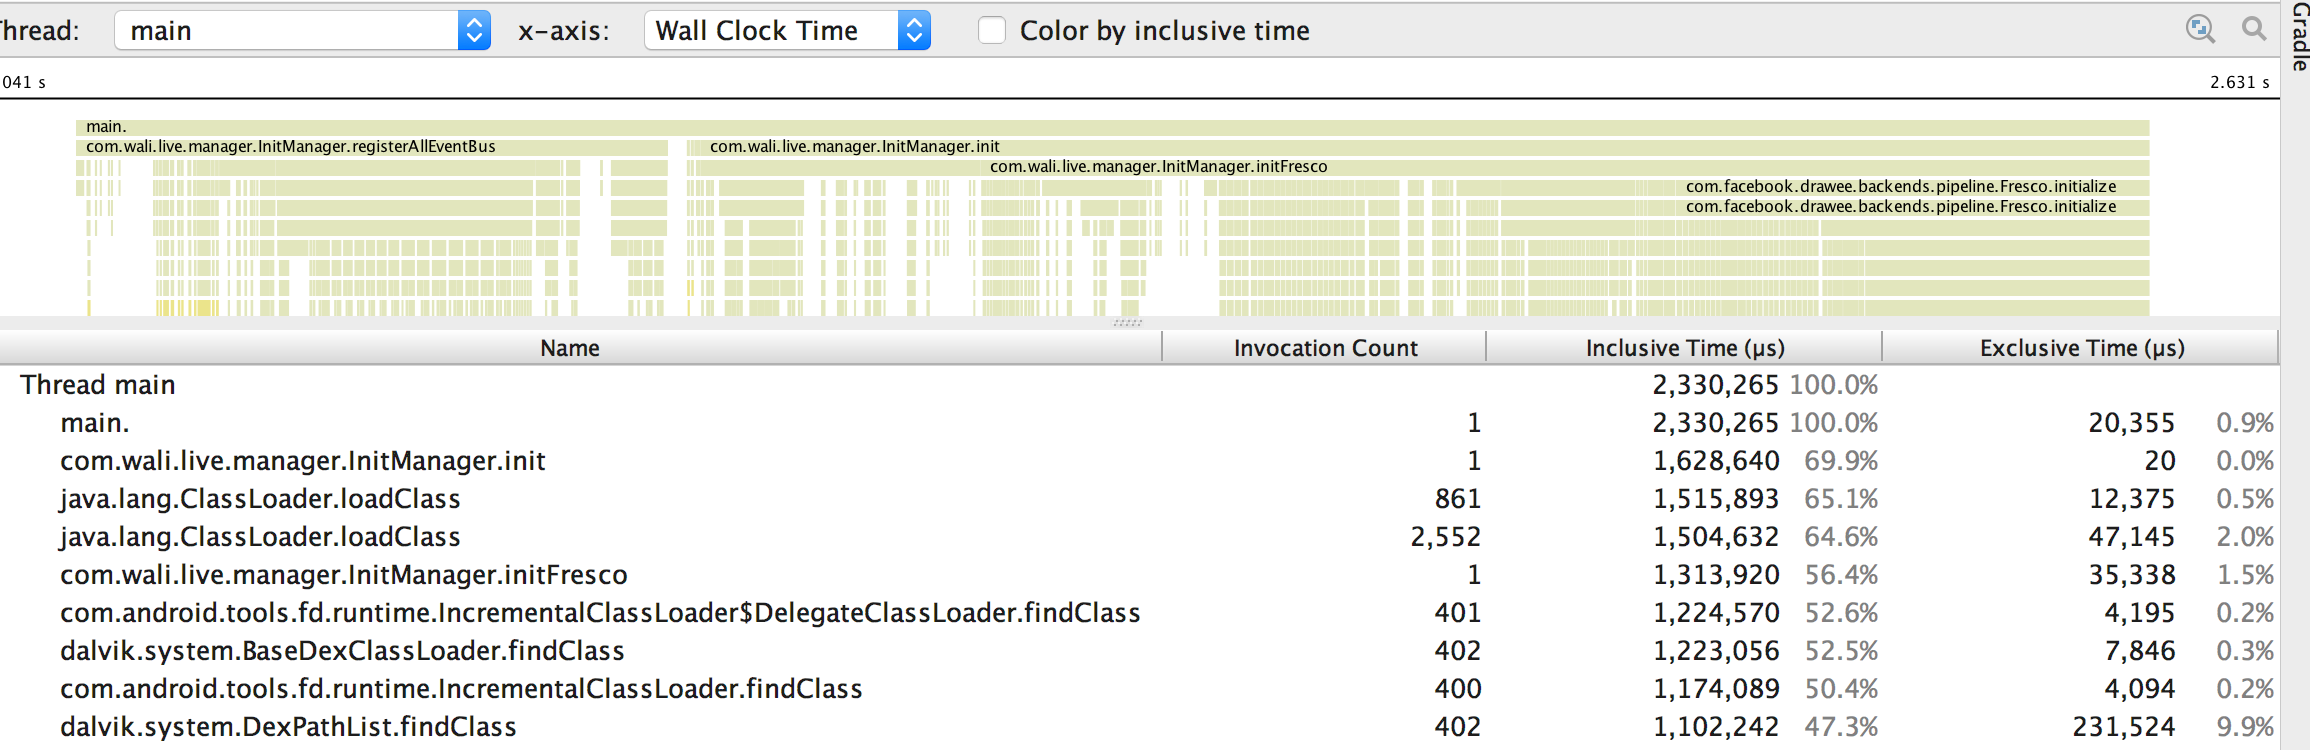 hread: main x-axis: Wall Clock Time Color by inclusive time
Gradle
041 s 2.631 s
main.
com.wali.live.manager.InitManager.registerAllEventBus com.wali.live.manager.InitManager.init
com.wali.live.manager.InitManager.initFresco
com.facebook.drawee.backends.pipeline.Fresco.initialize
com.facebook.drawee.backends.pipeline.Fresco.initialize
Name Invocation Count Inclusive Time (µs) Exclusive Time (µs)
Thread main 2,330,265 100.0%
main. 1 2,330,265 100.0% 20,355 0.9%
com.wali.live.manager.InitManager.init 1 1,628,640 69.9% 20 0.0%
java.lang.ClassLoader.loadClass 861 1,515,893 65.1% 12,375 0.5%
java.lang.ClassLoader.loadClass 2,552 1,504,632 64.6% 47,145 2.0%
com.wali.live.manager.InitManager.initFresco 1 1,313,920 56.4% 35,338 1.5%
com.android.tools.fd.runtime.IncrementalClassLoader$DelegateClassLoader.findClass 401 1,224,570 52.6% 4,195 0.2%
dalvik.system.BaseDexClassLoader.findClass 402 1,223,056 52.5% 7,846 0.3%
com.android.tools.fd.runtime.IncrementalClassLoader.findClass 400 1,174,089 50.4% 4,094 0.2%
dalvik.system.DexPathList.findClass 402 1,102,242 47.3% 231,524 9.9%